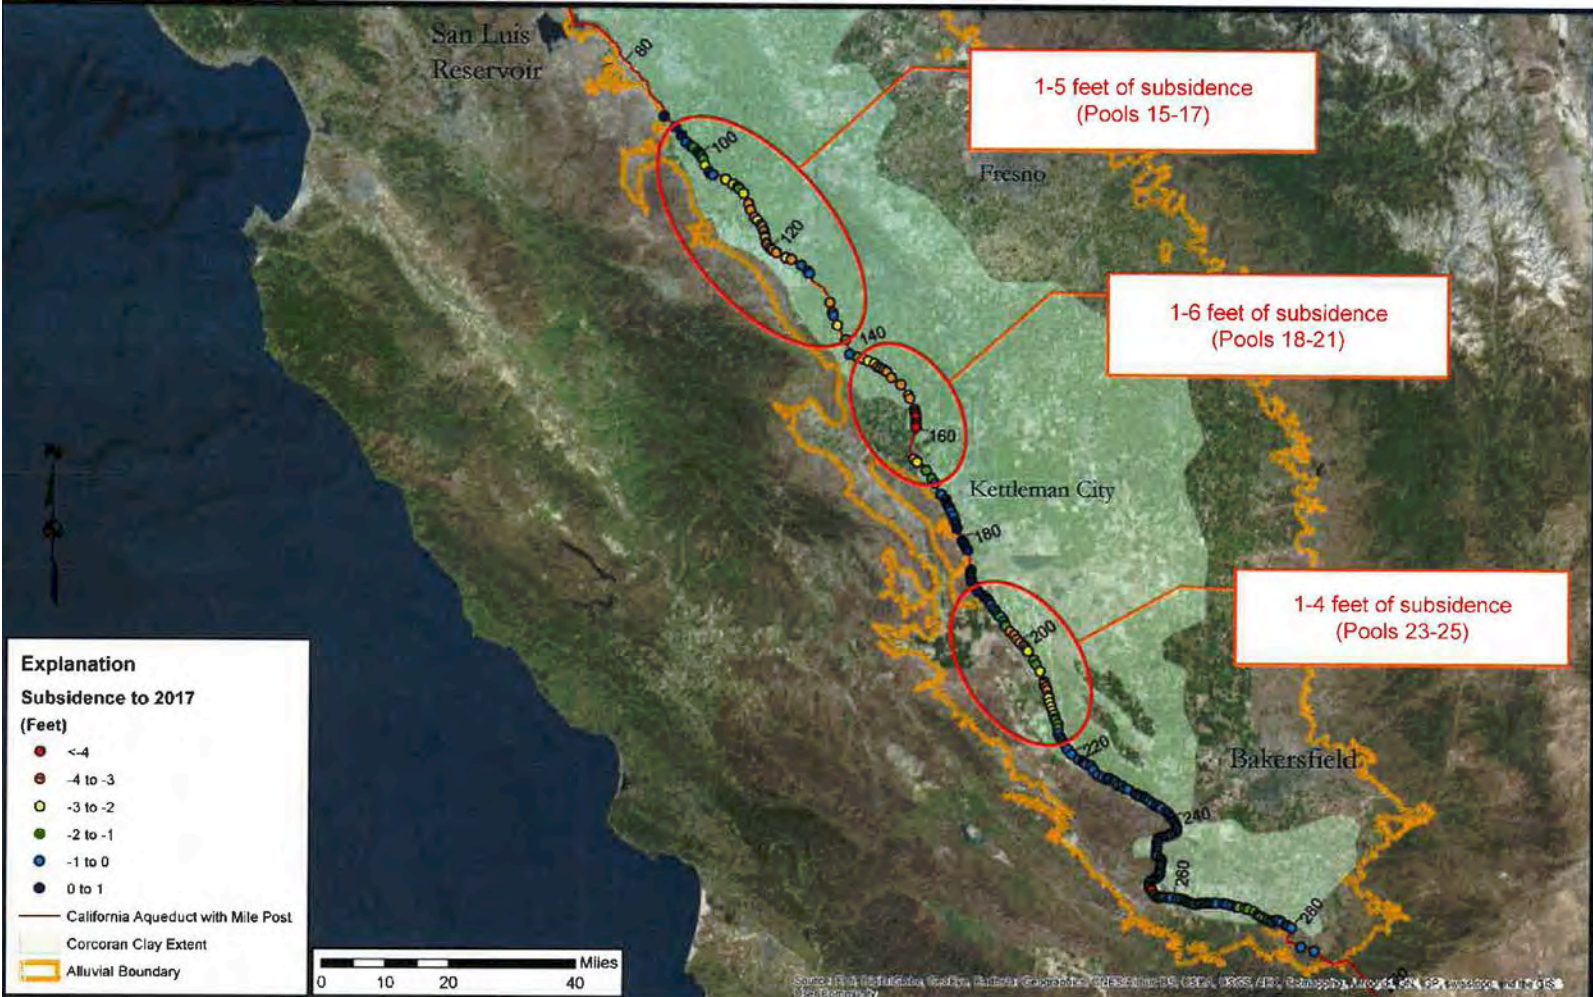 San Luis
Reservoir
80
1-5 feet of subsidence
(Pools 15-17)
100
Fresno
120
1-6 feet of subsidence
(Pools 18-21)
140
160
Kettleman City
180
1-4 feet of subsidence
(Pools 23-25)
200
220
Bakersfield
240
260
280
Explanation
Subsidence to 2017
(Feet)
<-4
-4 to -3
-3 to -2
-2 to -1
-1 to 0
0 to 1
California Aqueduct with Mile Post
Corcoran Clay Extent
Alluvial Boundary
Miles
0 10 20 40